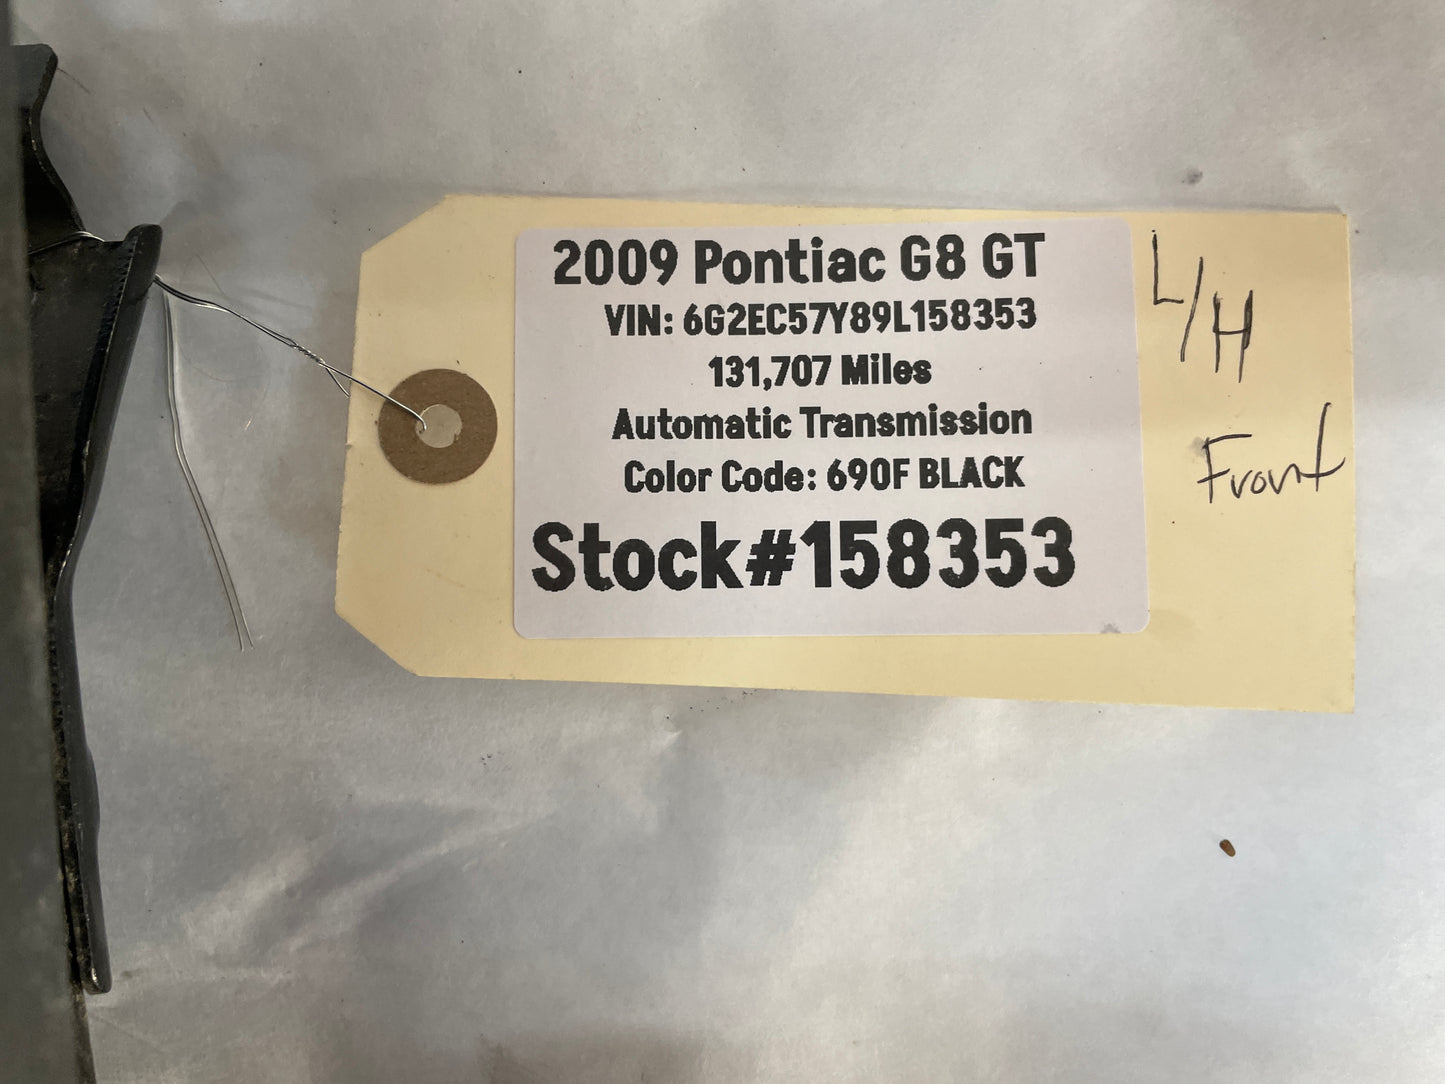 2009 Pontiac G8 GT
VIN: 6G2EC57Y89L158353
131,707 Miles
Automatic Transmission
Color Code: 690F BLACK
Stock#158353
L/H
Front